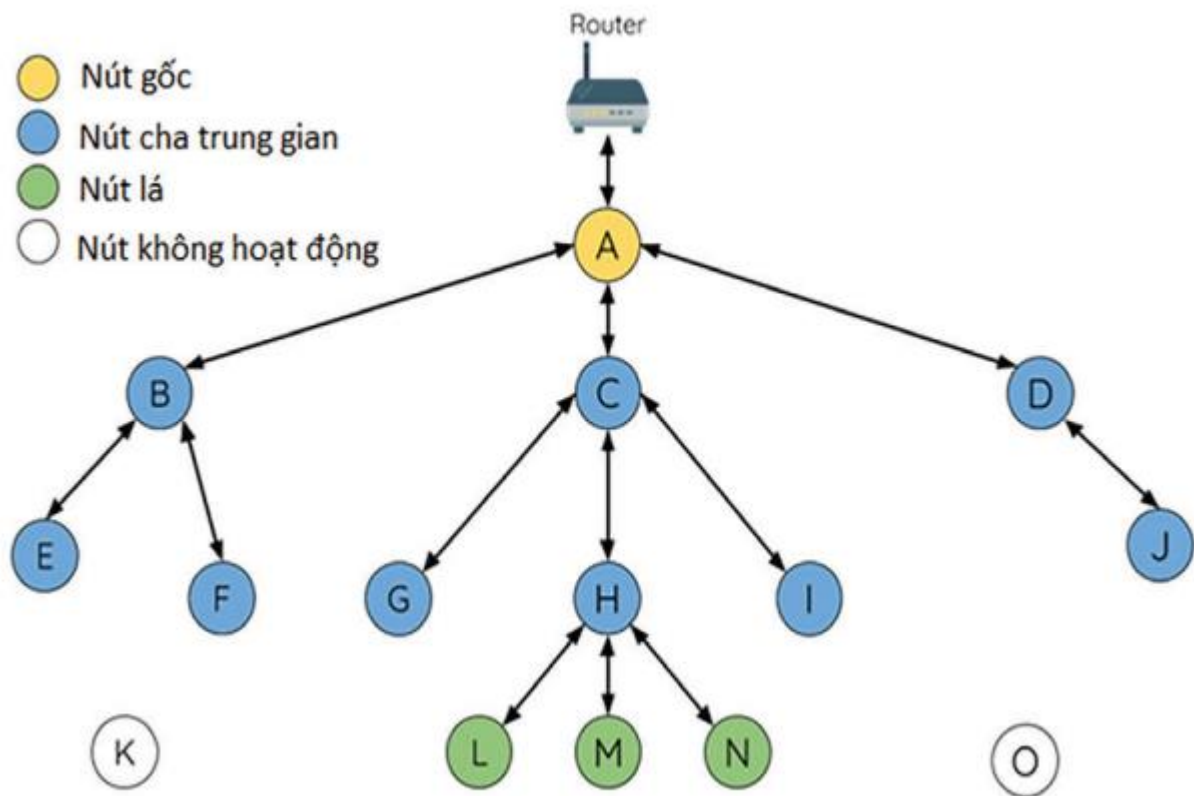 Router
Nút gốc
Nút cha trung gian
Nút lá
Nút không hoạt động
A
B
C
D
E
F
G
H
I
J
K
L
M
N
O